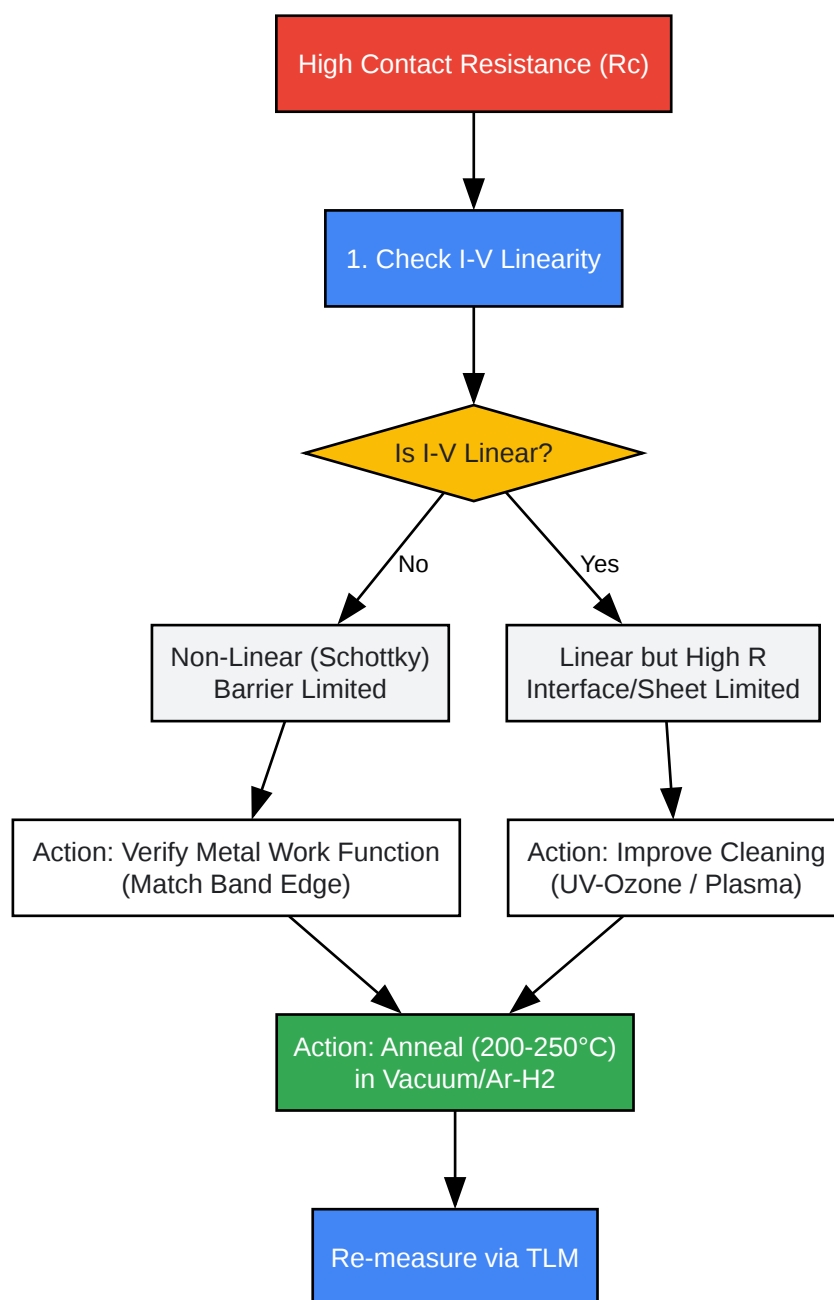 High Contact Resistance (Rc)
1. Check I-V Linearity
Is I-V Linear?
No
Yes
Non-Linear (Schottky)
Barrier Limited
Linear but High R
Interface/Sheet Limited
Action: Verify Metal Work Function
(Match Band Edge)
Action: Improve Cleaning
(UV-Ozone / Plasma)
Action: Anneal (200-250°C)
in Vacuum/Ar-H2
Re-measure via TLM